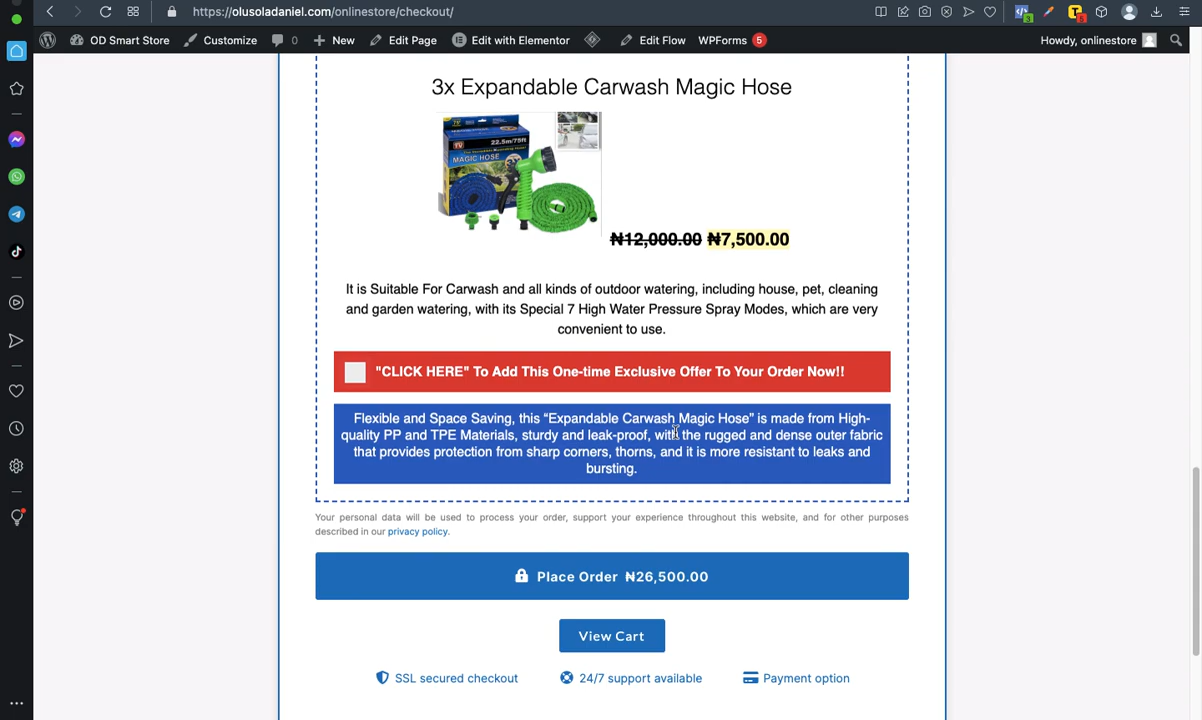 https://olusoladaniel.com/onlinestore/checkout/
3
5
OD Smart Store
Customize
0
New
Edit Page
Edit with Elementor
Edit Flow
WPForms 5
Howdy, onlinestore
3x Expandable Carwash Magic Hose
22.5m/75ft
MAGIC HOSE
₦12,000.00 ₦7,500.00
It is Suitable For Carwash and all kinds of outdoor watering, including house, pet, cleaning
and garden watering, with its Special 7 High Water Pressure Spray Modes, which are very
convenient to use.
"CLICK HERE" To Add This One-time Exclusive Offer To Your Order Now!!
Flexible and Space Saving, this “Expandable Carwash Magic Hose” is made from High-
quality PP and TPE Materials, sturdy and leak-proof, with the rugged and dense outer fabric
that provides protection from sharp corners, thorns, and it is more resistant to leaks and
bursting.
Your personal data will be used to process your order, support your experience throughout this website, and for other purposes
described in our privacy policy.
Place Order ₦26,500.00
View Cart
SSL secured checkout
24/7 support available
Payment option